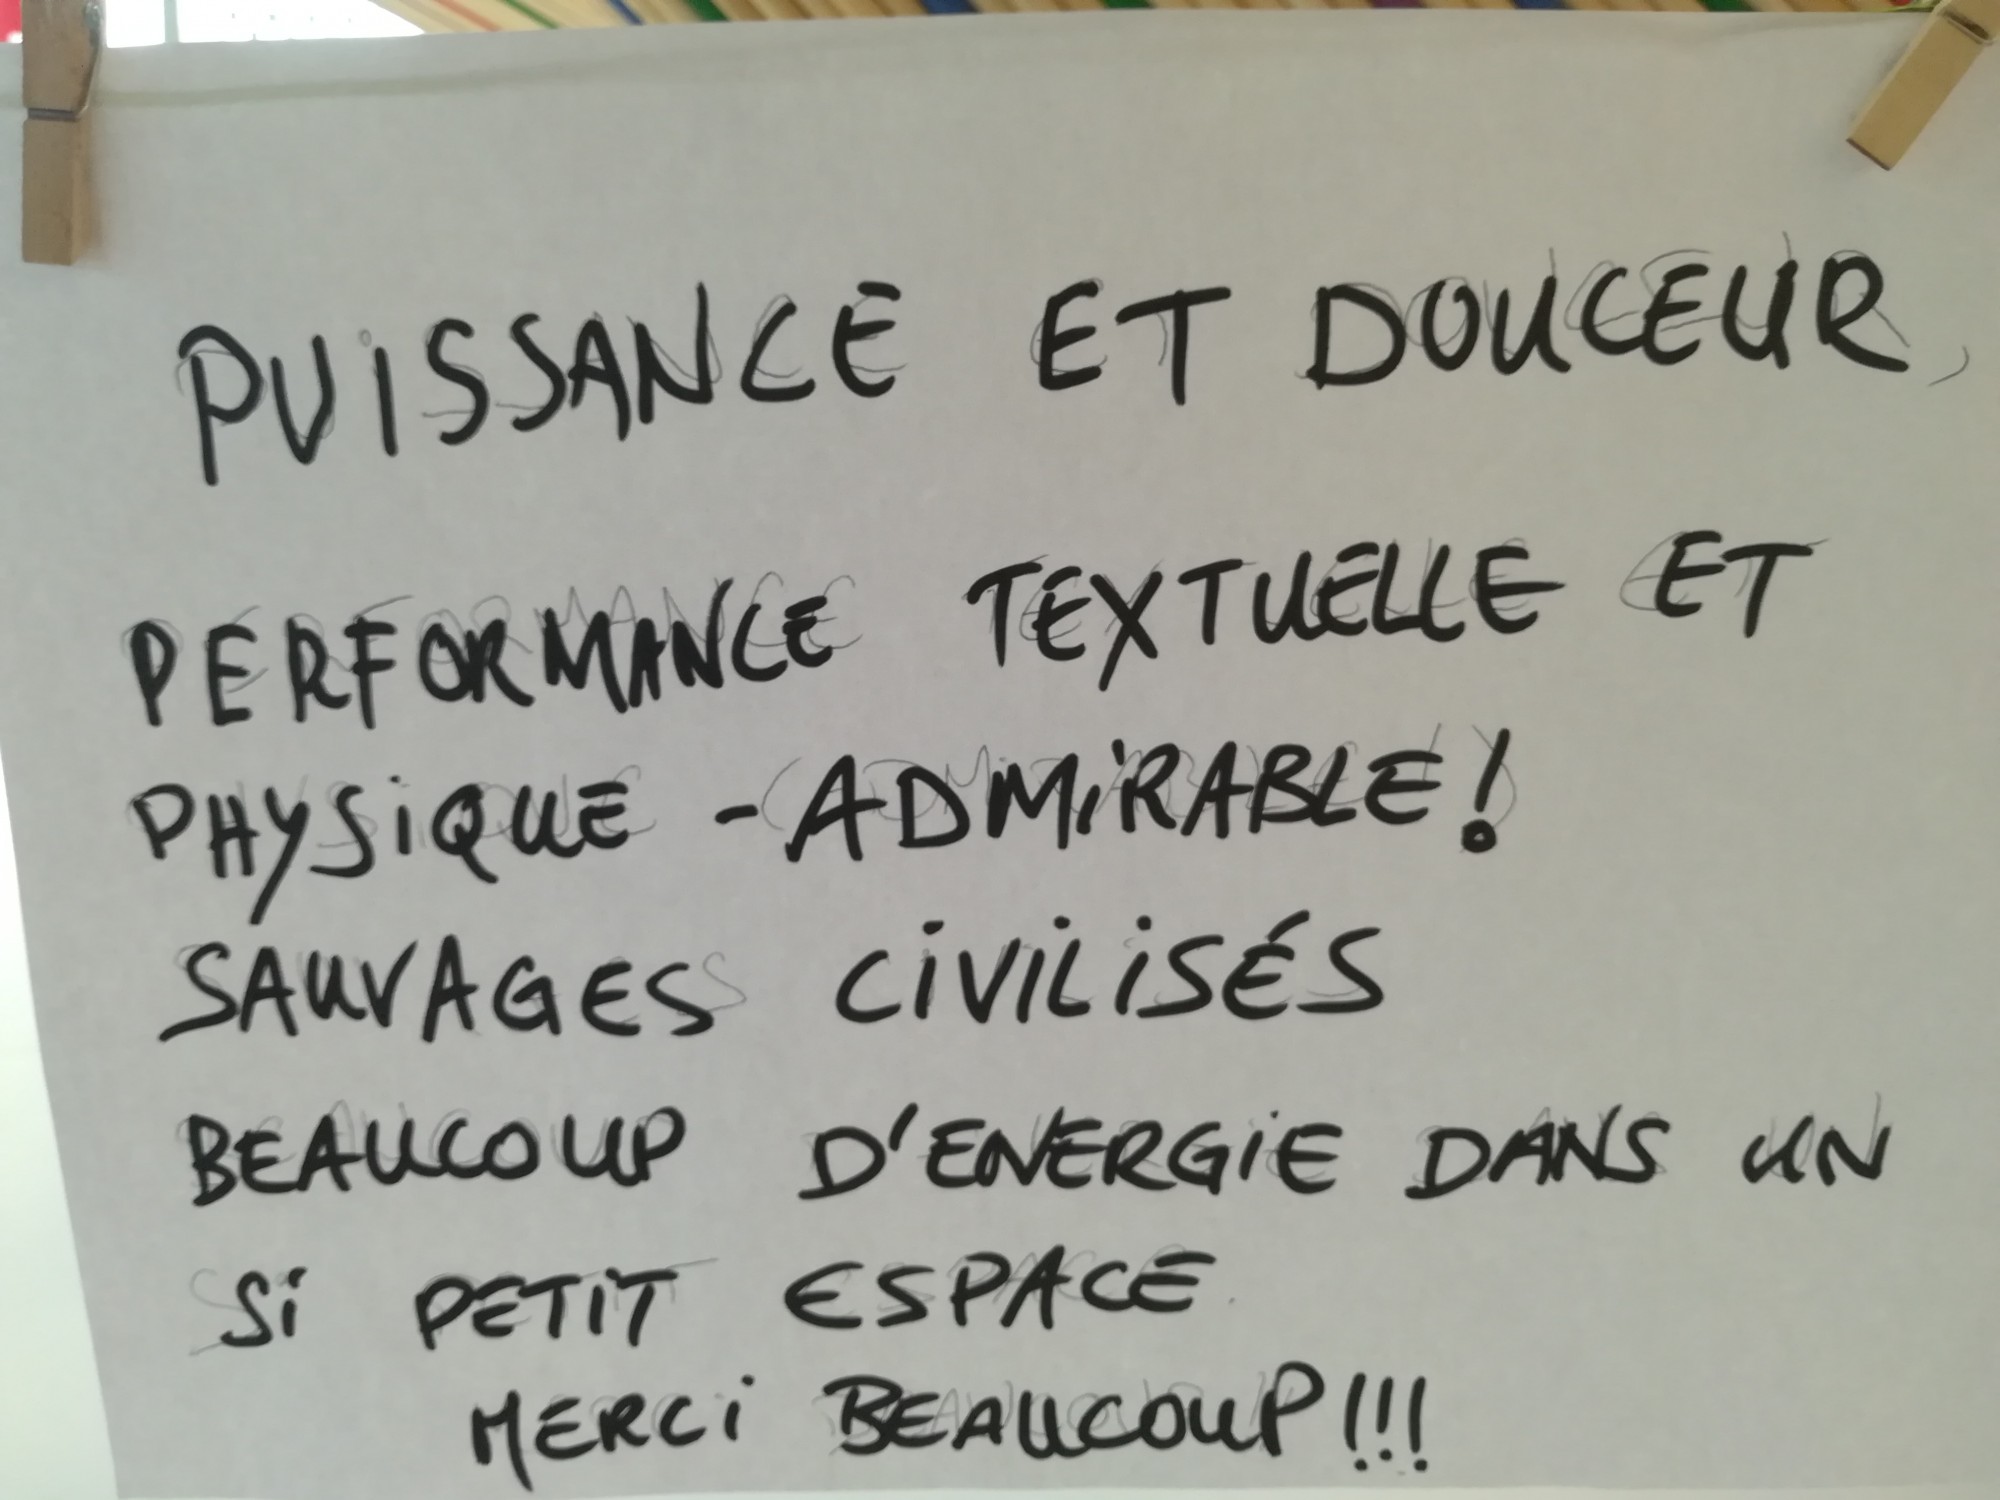 PUISSANCE ET DOUCEUR,
PERFORMANCE TEXTUELLE ET
PHYSIQUE - ADMIRABLE !
SAUVAGES CIVILISÉS
BEAUCOUP D'ENERGIE DANS UN
SI PETIT ESPACE
MERCI BEAUCOUP !!!